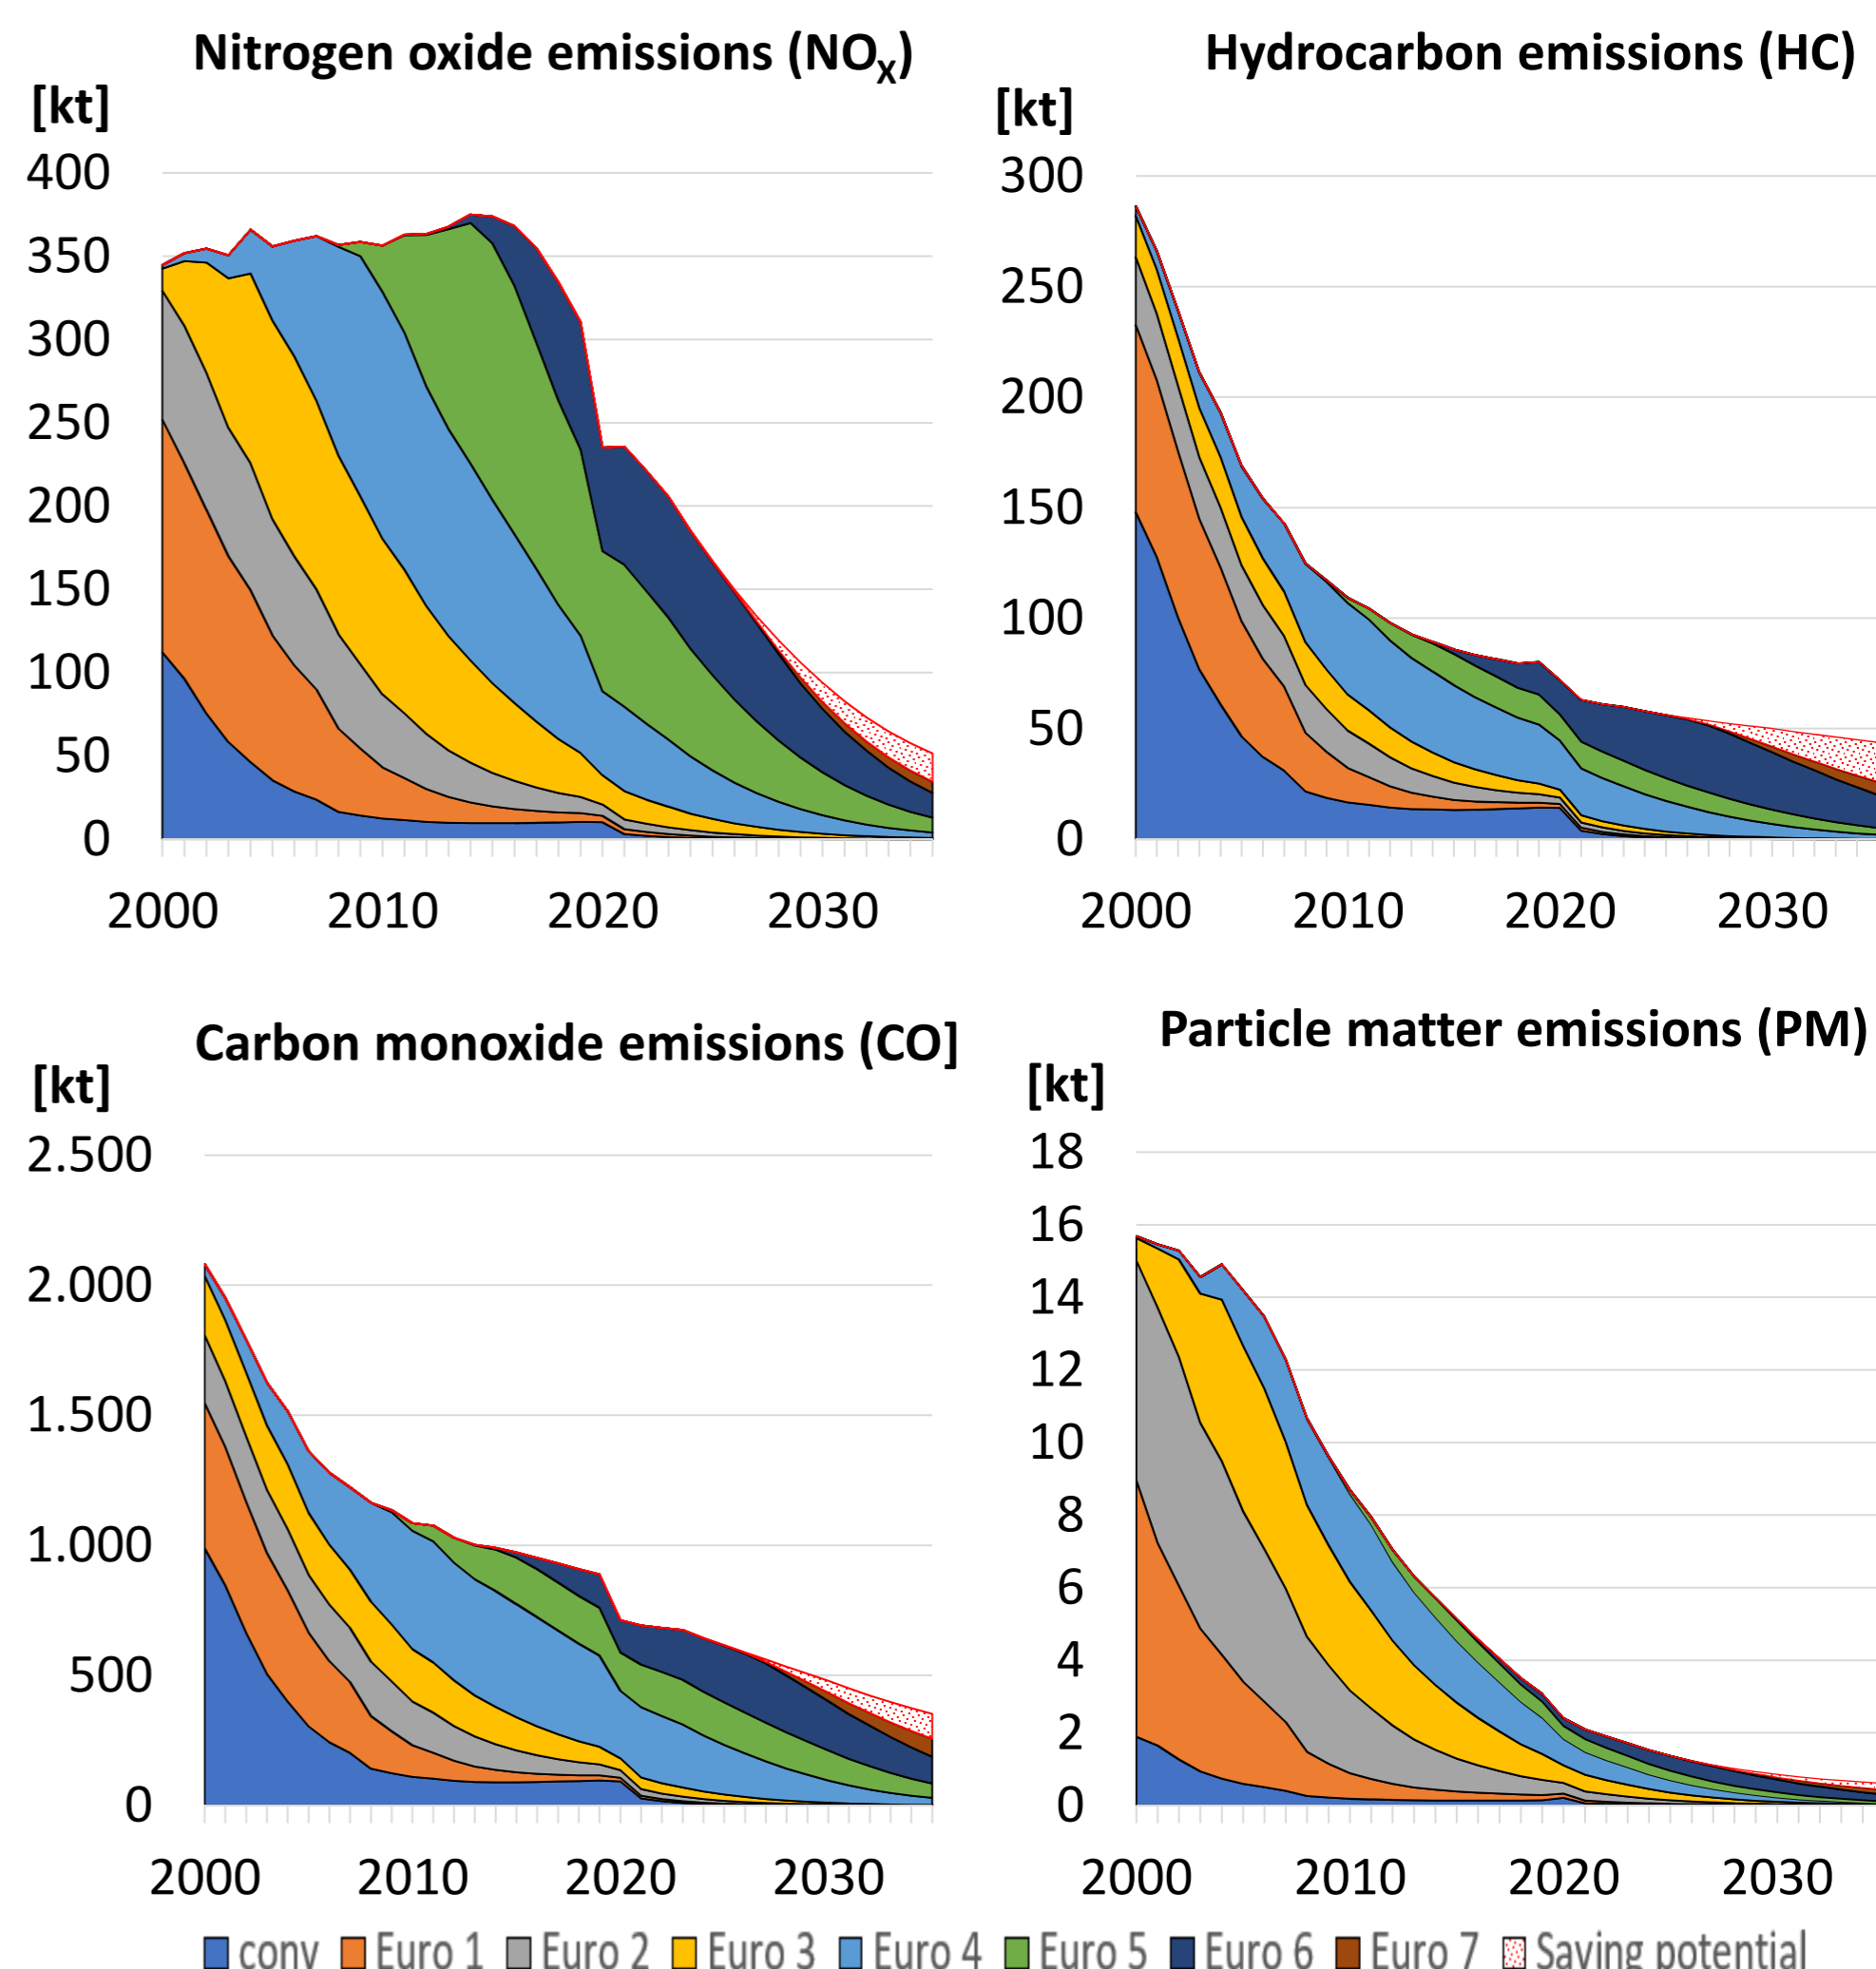 Nitrogen oxide emissions (NOX)
[kt]
400
350
300
250
200
150
100
50
0
2000 2010 2020 2030
Hydrocarbon emissions (HC)
[kt]
300
250
200
150
100
50
0
2000 2010 2020 2030
Carbon monoxide emissions (CO]
[kt]
2.500
2.000
1.500
1.000
500
0
2000 2010 2020 2030
Particle matter emissions (PM)
[kt]
18
16
14
12
10
8
6
4
2
0
2000 2010 2020 2030
conv Euro 1 Euro 2 Euro 3 Euro 4 Euro 5 Euro 6 Euro 7 Saving potential